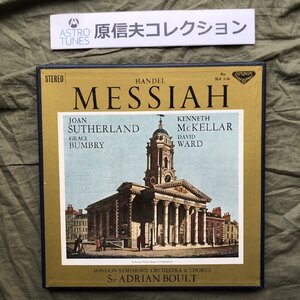 ASTRO
TUNES
原信夫コレクション
STEREO
LONDON
HANDEL
MESSIAH
JOAN
SUTHERLAND
GRACE
BUMBRY
KENNETH
McKELLAR
DAVID
WARD
LONDON SYMPHONY ORCHESTRA & CHORUS
Sir ADRIAN BOULT